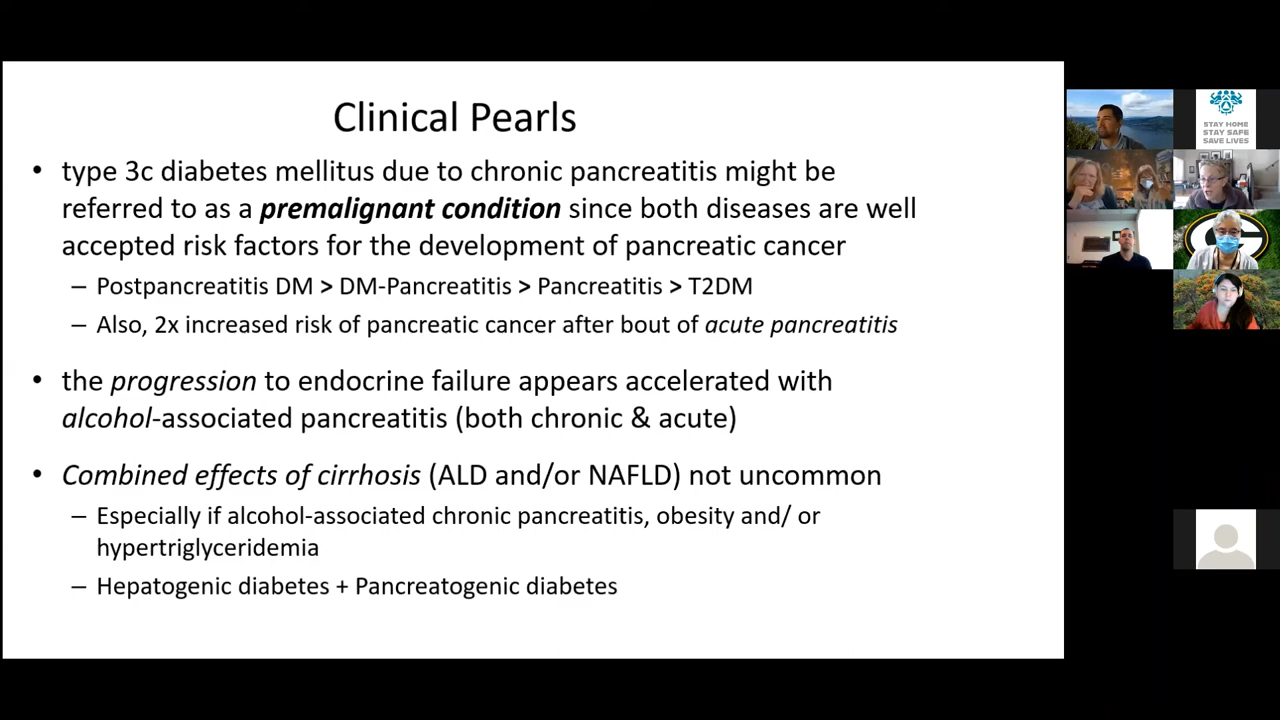 Clinical Pearls
• type 3c diabetes mellitus due to chronic pancreatitis might be
referred to as a premalignant condition since both diseases are well
accepted risk factors for the development of pancreatic cancer
– Postpancreatitis DM > DM-Pancreatitis > Pancreatitis > T2DM
– Also, 2x increased risk of pancreatic cancer after bout of acute pancreatitis
• the progression to endocrine failure appears accelerated with
alcohol-associated pancreatitis (both chronic & acute)
• Combined effects of cirrhosis (ALD and/or NAFLD) not uncommon
– Especially if alcohol-associated chronic pancreatitis, obesity and/ or
hypertriglyceridemia
– Hepatogenic diabetes + Pancreatogenic diabetes
STAY HOME
STAY SAFE
SAVE LIVES
G